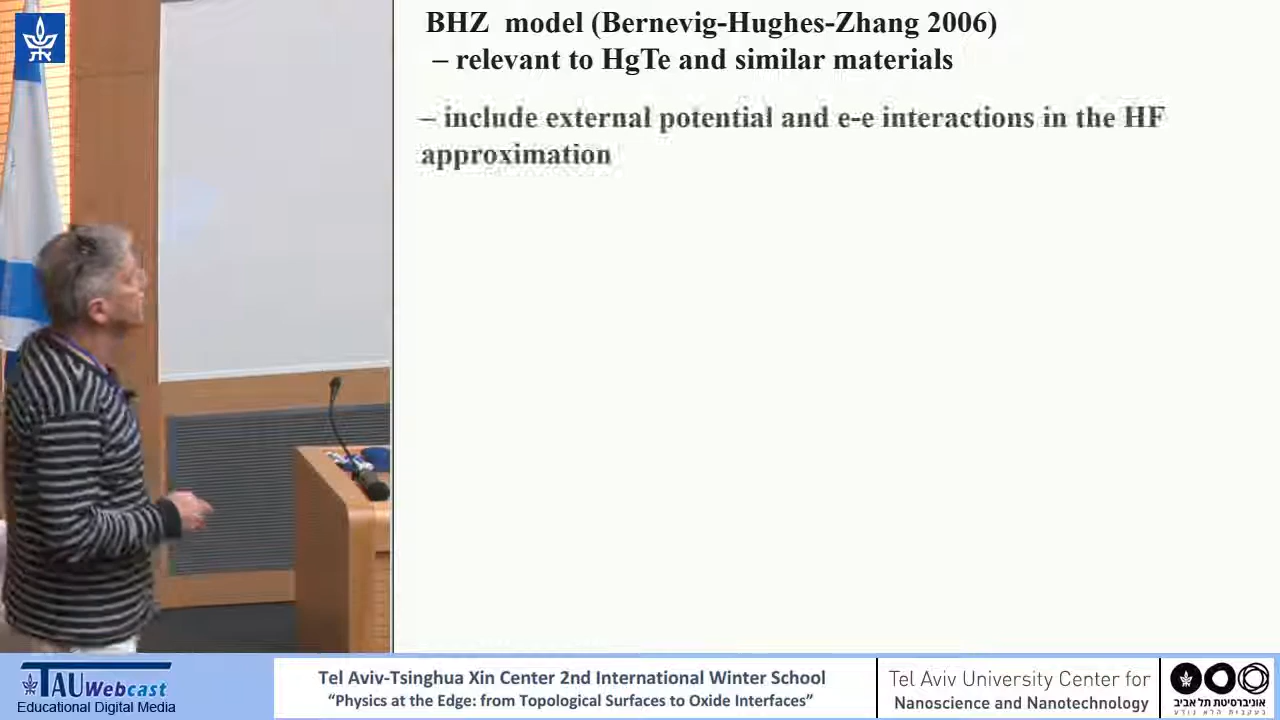 BHZ model (Bernevig-Hughes-Zhang 2006)
– relevant to HgTe and similar materials
– include external potential and e-e interactions in the HF
approximation
TAU Webcast
Educational Digital Media
Tel Aviv-Tsinghua Xin Center 2nd International Winter School
“Physics at the Edge: from Topological Surfaces to Oxide Interfaces”
Tel Aviv University Center for
Nanoscience and Nanotechnology
אוניברסיטת תל אביב